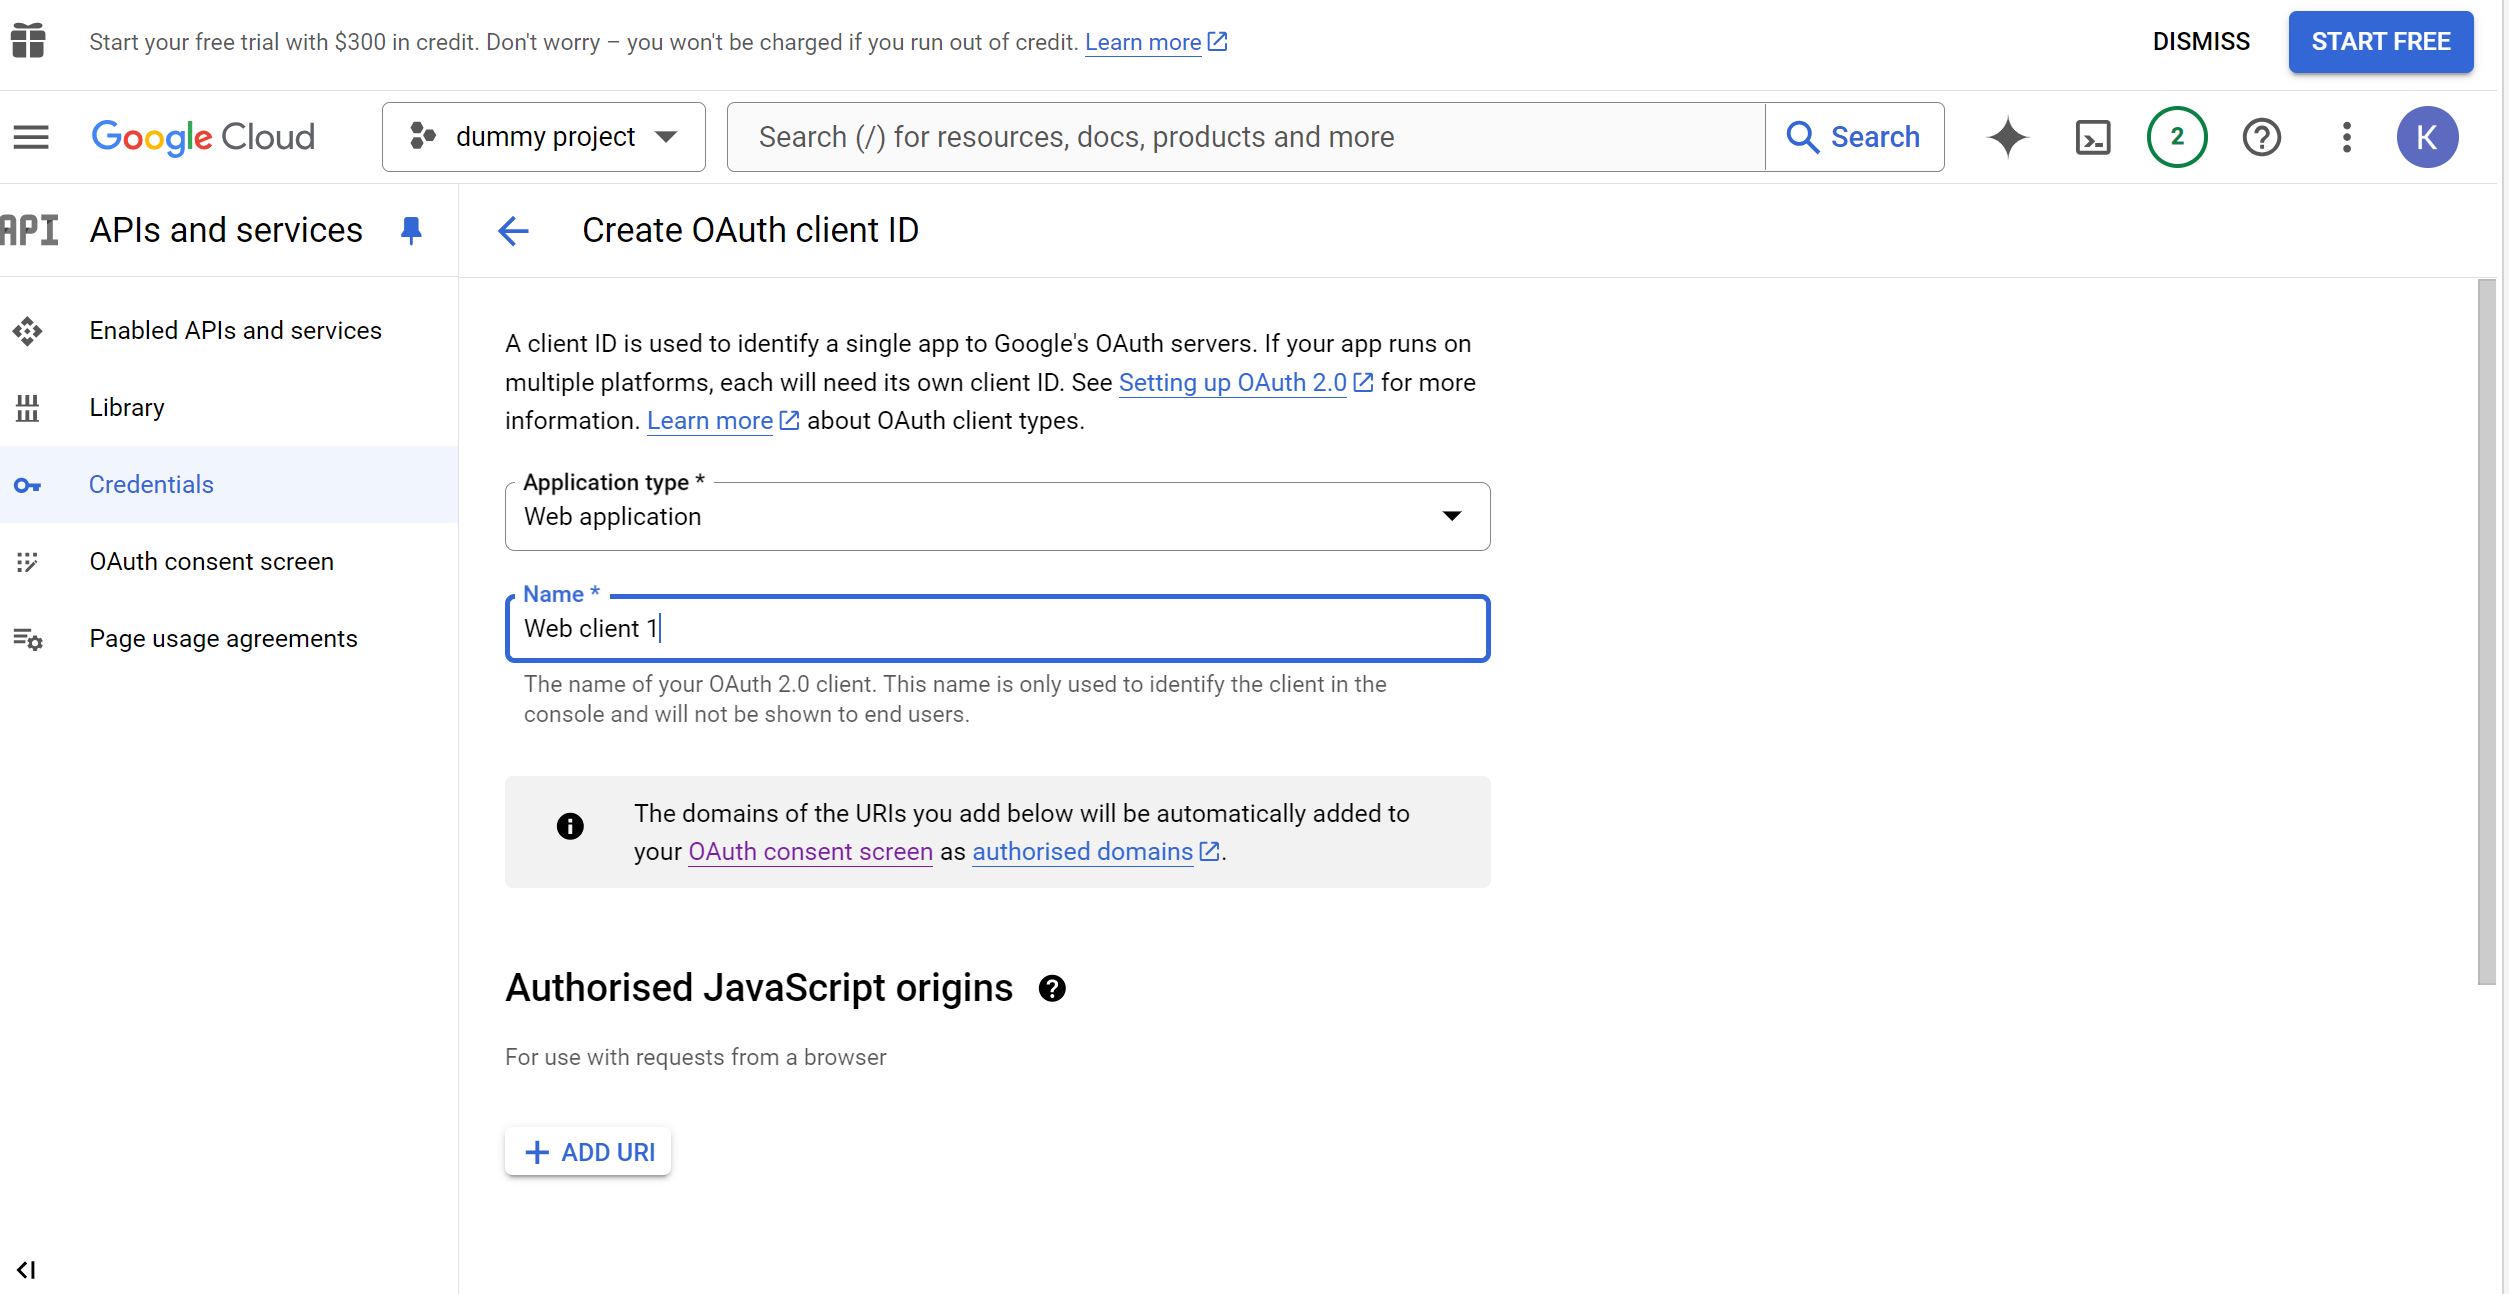 Start your free trial with $300 in credit. Don't worry – you won't be charged if you run out of credit. Learn more
DISMISS
START FREE
Google Cloud
dummy project
Search (/) for resources, docs, products and more
Search
2
K
API
APIs and services
Create OAuth client ID
Enabled APIs and services
Library
Credentials
OAuth consent screen
Page usage agreements
A client ID is used to identify a single app to Google's OAuth servers. If your app runs on
multiple platforms, each will need its own client ID. See Setting up OAuth 2.0 for more
information. Learn more about OAuth client types.
Application type *
Web application
Name *
Web client 1
The name of your OAuth 2.0 client. This name is only used to identify the client in the
console and will not be shown to end users.
The domains of the URIs you add below will be automatically added to
your OAuth consent screen as authorised domains.
Authorised JavaScript origins
For use with requests from a browser
ADD URI